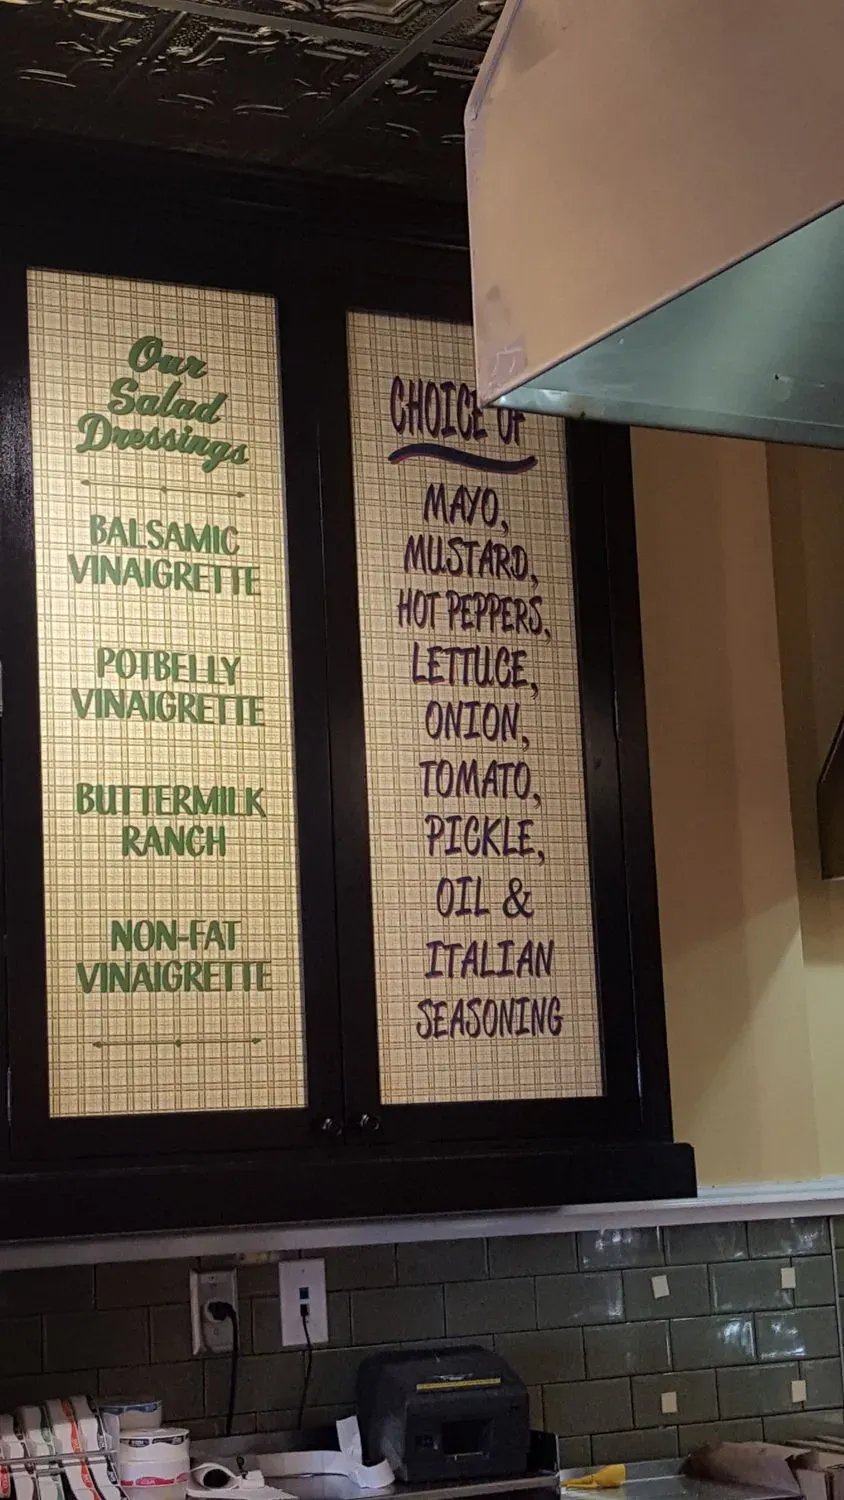 Our
Salad
Dressings
BALSAMIC
VINAIGRETTE
POTBELLY
VINAIGRETTE
BUTTERMILK
RANCH
NON-FAT
VINAIGRETTE
CHOICE OF
MAYO,
MUSTARD,
HOT PEPPERS,
LETTUCE,
ONION,
TOMATO,
PICKLE,
OIL &
ITALIAN
SEASONING